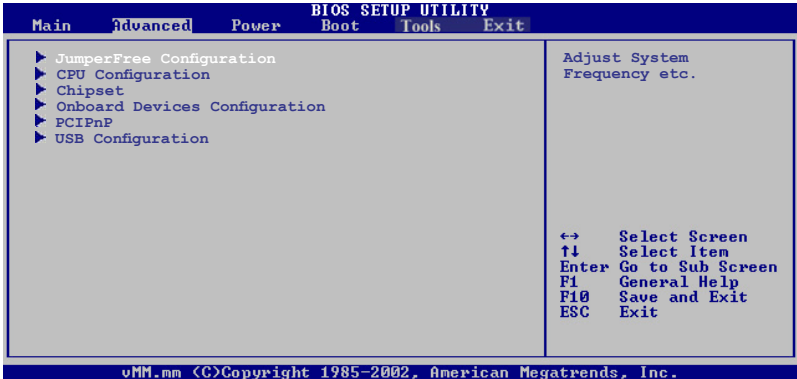 BIOS SETUP UTILITY
Main Advanced Power Boot Tools Exit
JumperFree Configuration
CPU Configuration
Chipset
Onboard Devices Configuration
PCIPnP
USB Configuration
Adjust System
Frequency etc.
←→ Select Screen
↑↓ Select Item
Enter Go to Sub Screen
F1 General Help
F10 Save and Exit
ESC Exit
vMM.mm (C)Copyright 1985-2002, American Megatrends, Inc.